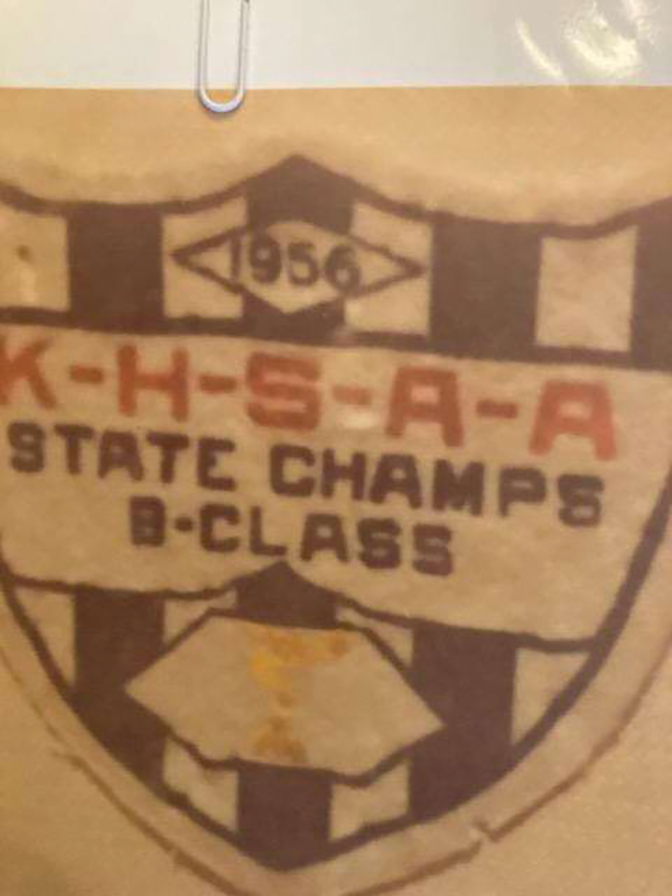 1956
K-H-S-A-A
STATE CHAMPS
B-CLASS